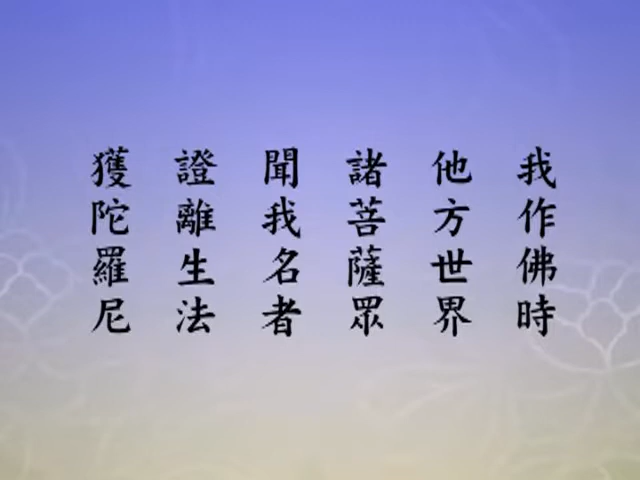 我作佛時
他方世界
諸菩薩眾
聞我名者
證離生法
獲陀羅尼